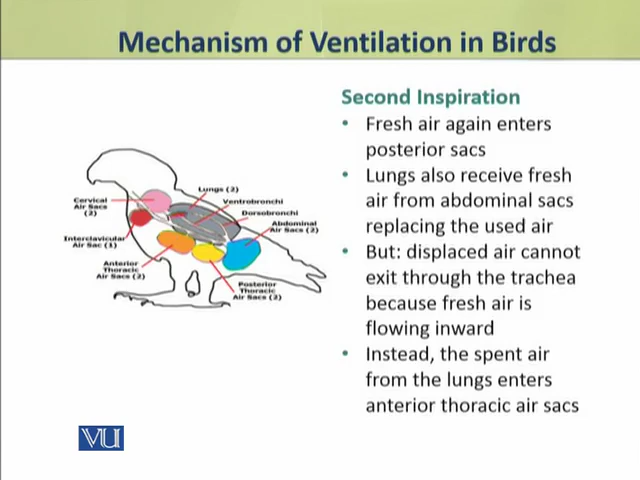 Mechanism of Ventilation in Birds
Second Inspiration
• Fresh air again enters
posterior sacs
• Lungs also receive fresh
air from abdominal sacs
replacing the used air
• But: displaced air cannot
exit through the trachea
because fresh air is
flowing inward
• Instead, the spent air
from the lungs enters
anterior thoracic air sacs
Lungs (2)
Cervical
Air Sacs
(2)
Ventrobronchi
Dorsobronchi
Abdominal
Air Sacs (2)
Interclavicular
Air Sac (1)
Anterior
Thoracic
Air Sacs (2)
Posterior
Thoracic
Air Sacs (2)
VU